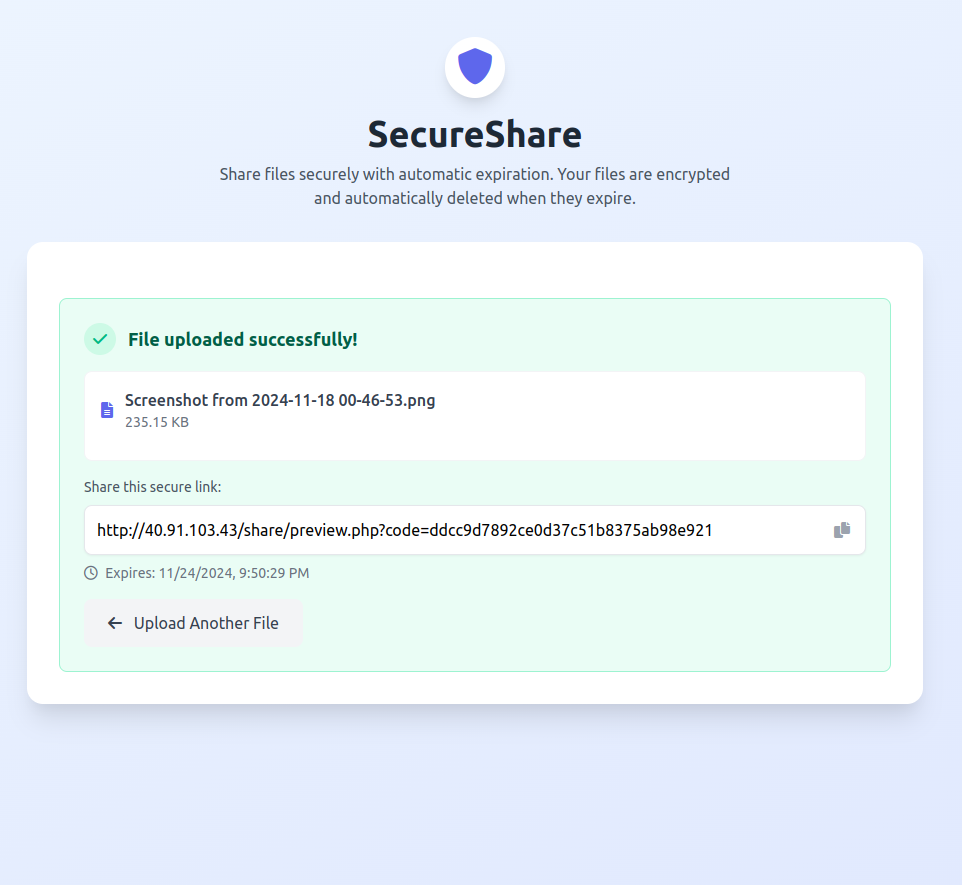 SecureShare
Share files securely with automatic expiration. Your files are encrypted
and automatically deleted when they expire.
File uploaded successfully!
Screenshot from 2024-11-18 00-46-53.png
235.15 KB
Share this secure link:
http://40.91.103.43/share/preview.php?code=ddcc9d7892ce0d37c51b8375ab98e921
Expires: 11/24/2024, 9:50:29 PM
Upload Another File